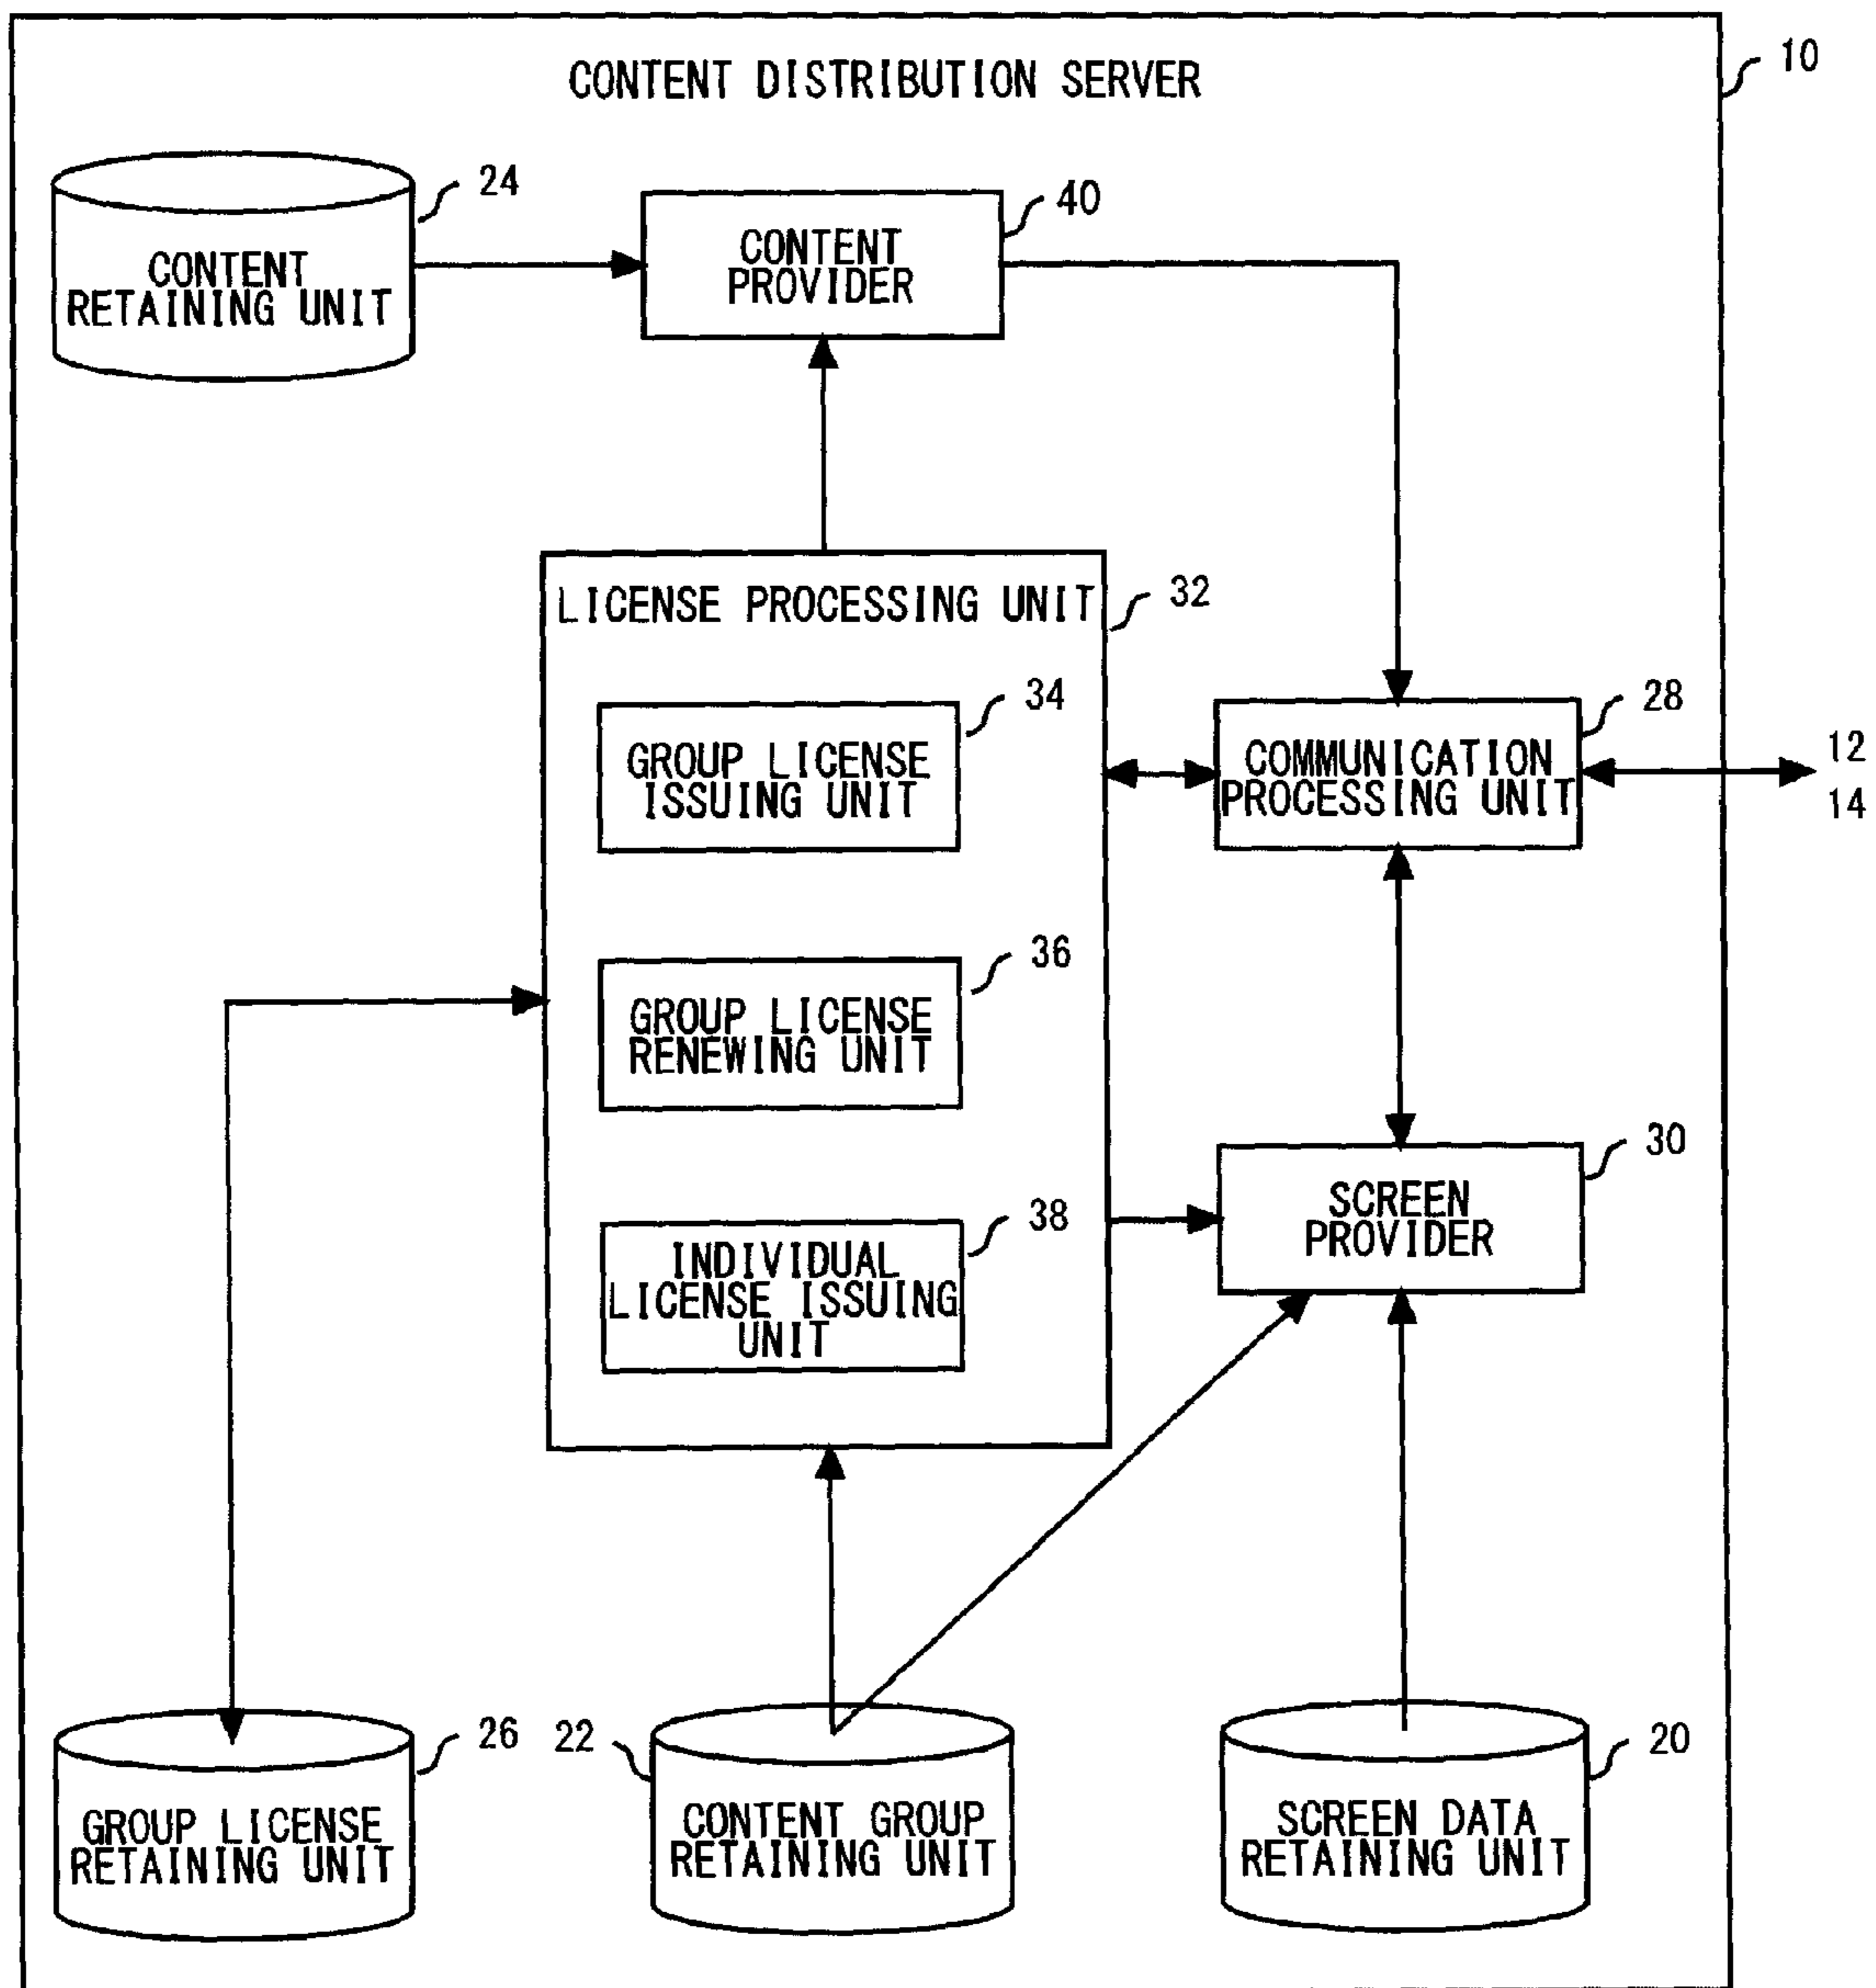 CONTENT DISTRIBUTION SERVER
10
24
CONTENT
RETAINING UNIT
40
CONTENT
PROVIDER
LICENSE PROCESSING UNIT
32
34
GROUP LICENSE
ISSUING UNIT
28
COMMUNICATION
PROCESSING UNIT
12
14
36
GROUP LICENSE
RENEWING UNIT
30
SCREEN
PROVIDER
38
INDIVIDUAL
LICENSE ISSUING
UNIT
26
GROUP LICENSE
RETAINING UNIT
22
CONTENT GROUP
RETAINING UNIT
20
SCREEN DATA
RETAINING UNIT